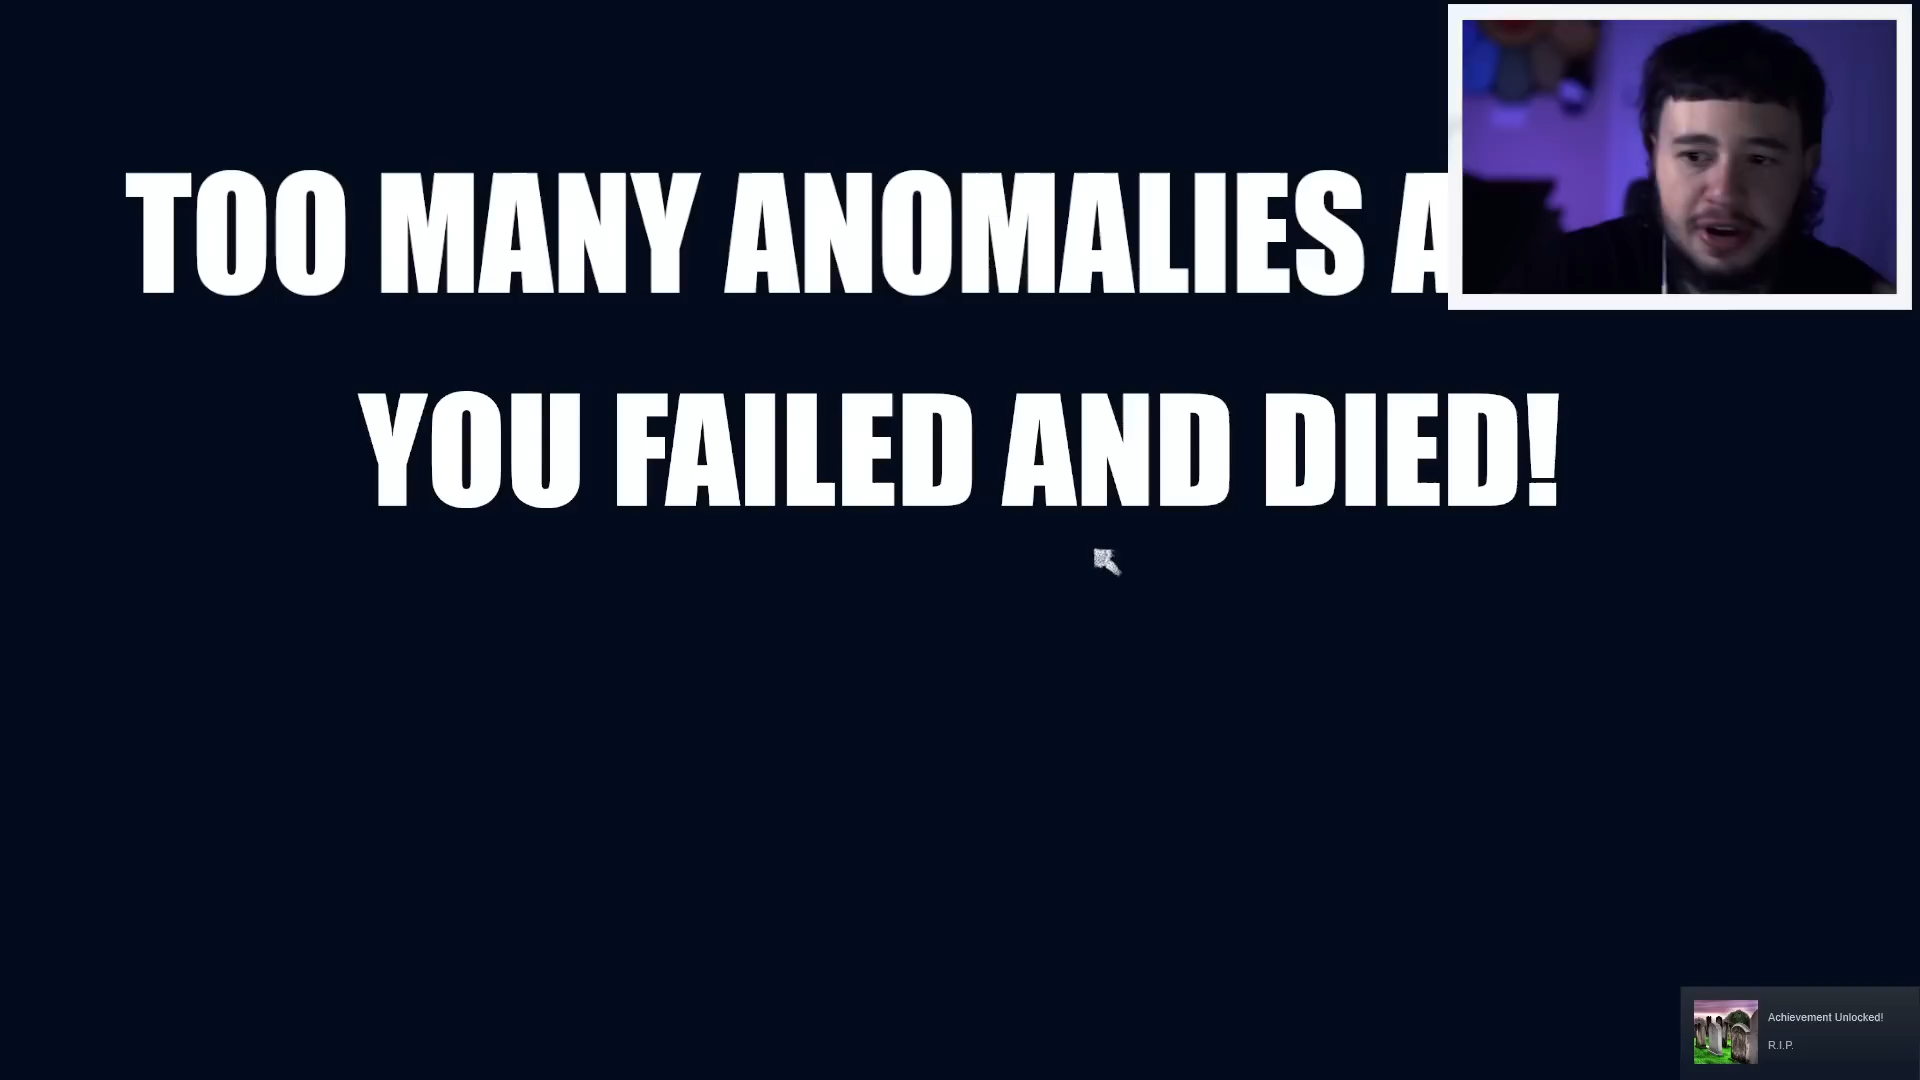 TOO MANY ANOMALIES
YOU FAILED AND DIED!
Achievement Unlocked!
R.I.P.